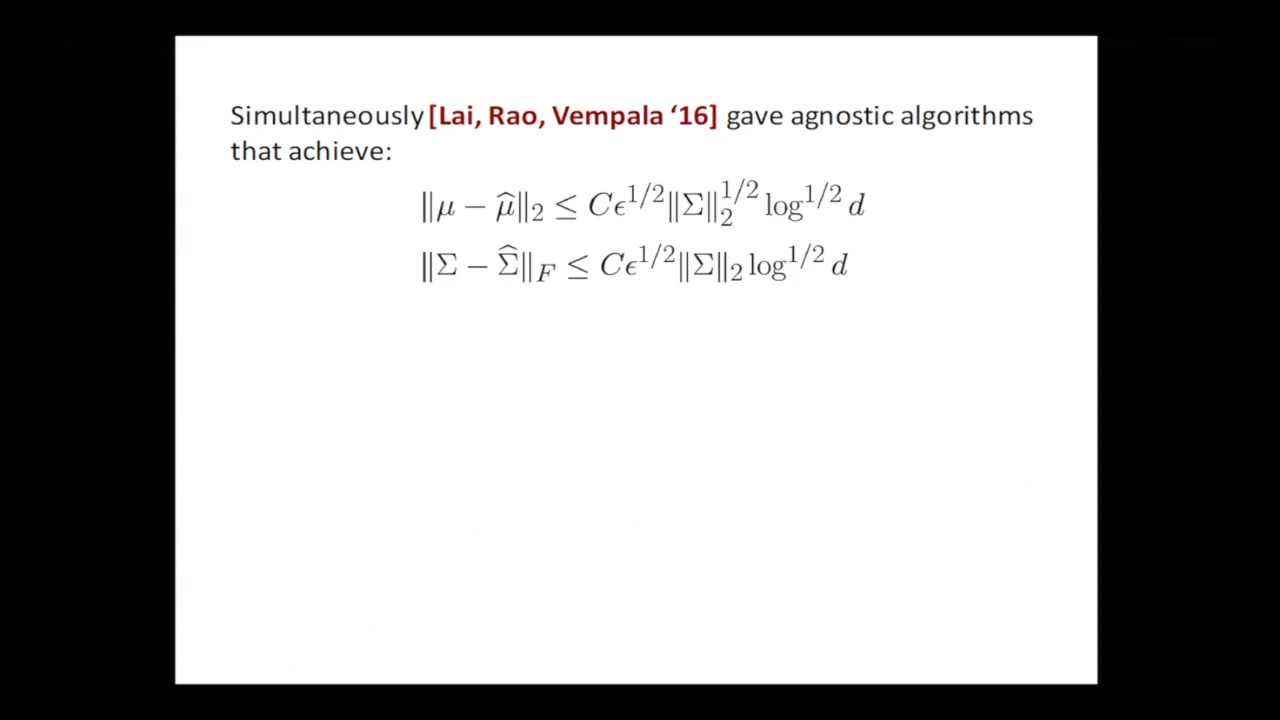 Simultaneously [Lai, Rao, Vempala ‘16] gave agnostic algorithms
that achieve:
‖μ − μ̂‖₂ ≤ Cϵ^{1/2}‖Σ‖₂^{1/2} log^{1/2} d
‖Σ − Σ̂‖_F ≤ Cϵ^{1/2}‖Σ‖₂ log^{1/2} d